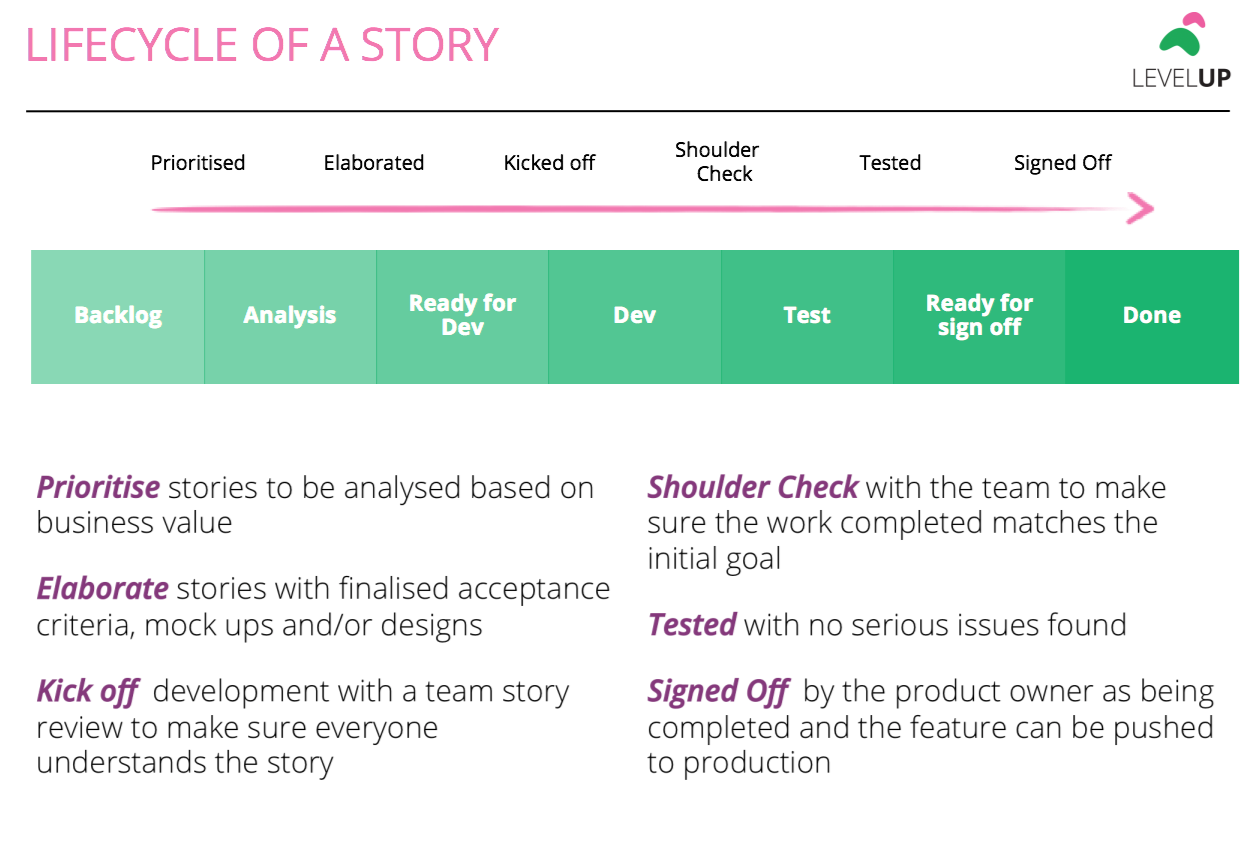 LIFECYCLE OF A STORY
LEVELUP
Prioritised
Elaborated
Kicked off
Shoulder
Check
Tested
Signed Off
Backlog
Analysis
Ready for
Dev
Dev
Test
Ready for
sign off
Done
Prioritise stories to be analysed based on
business value
Elaborate stories with finalised acceptance
criteria, mock ups and/or designs
Kick off development with a team story
review to make sure everyone
understands the story
Shoulder Check with the team to make
sure the work completed matches the
initial goal
Tested with no serious issues found
Signed Off by the product owner as being
completed and the feature can be pushed
to production